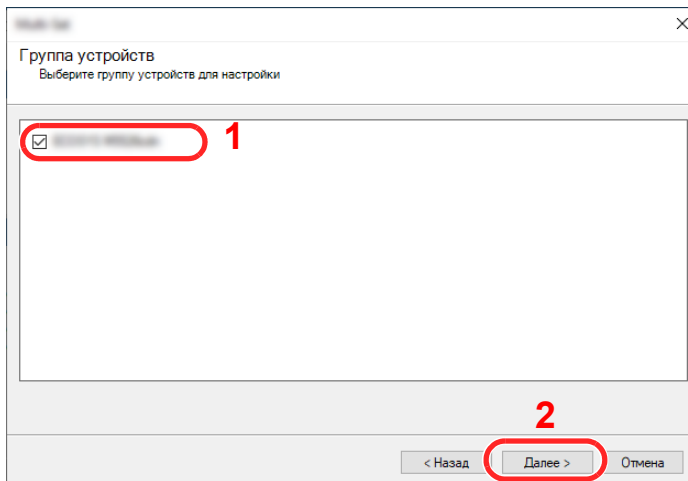 Группа устройств
Выберите группу устройств для настройки
1
2
< Назад
Далее >
Отмена